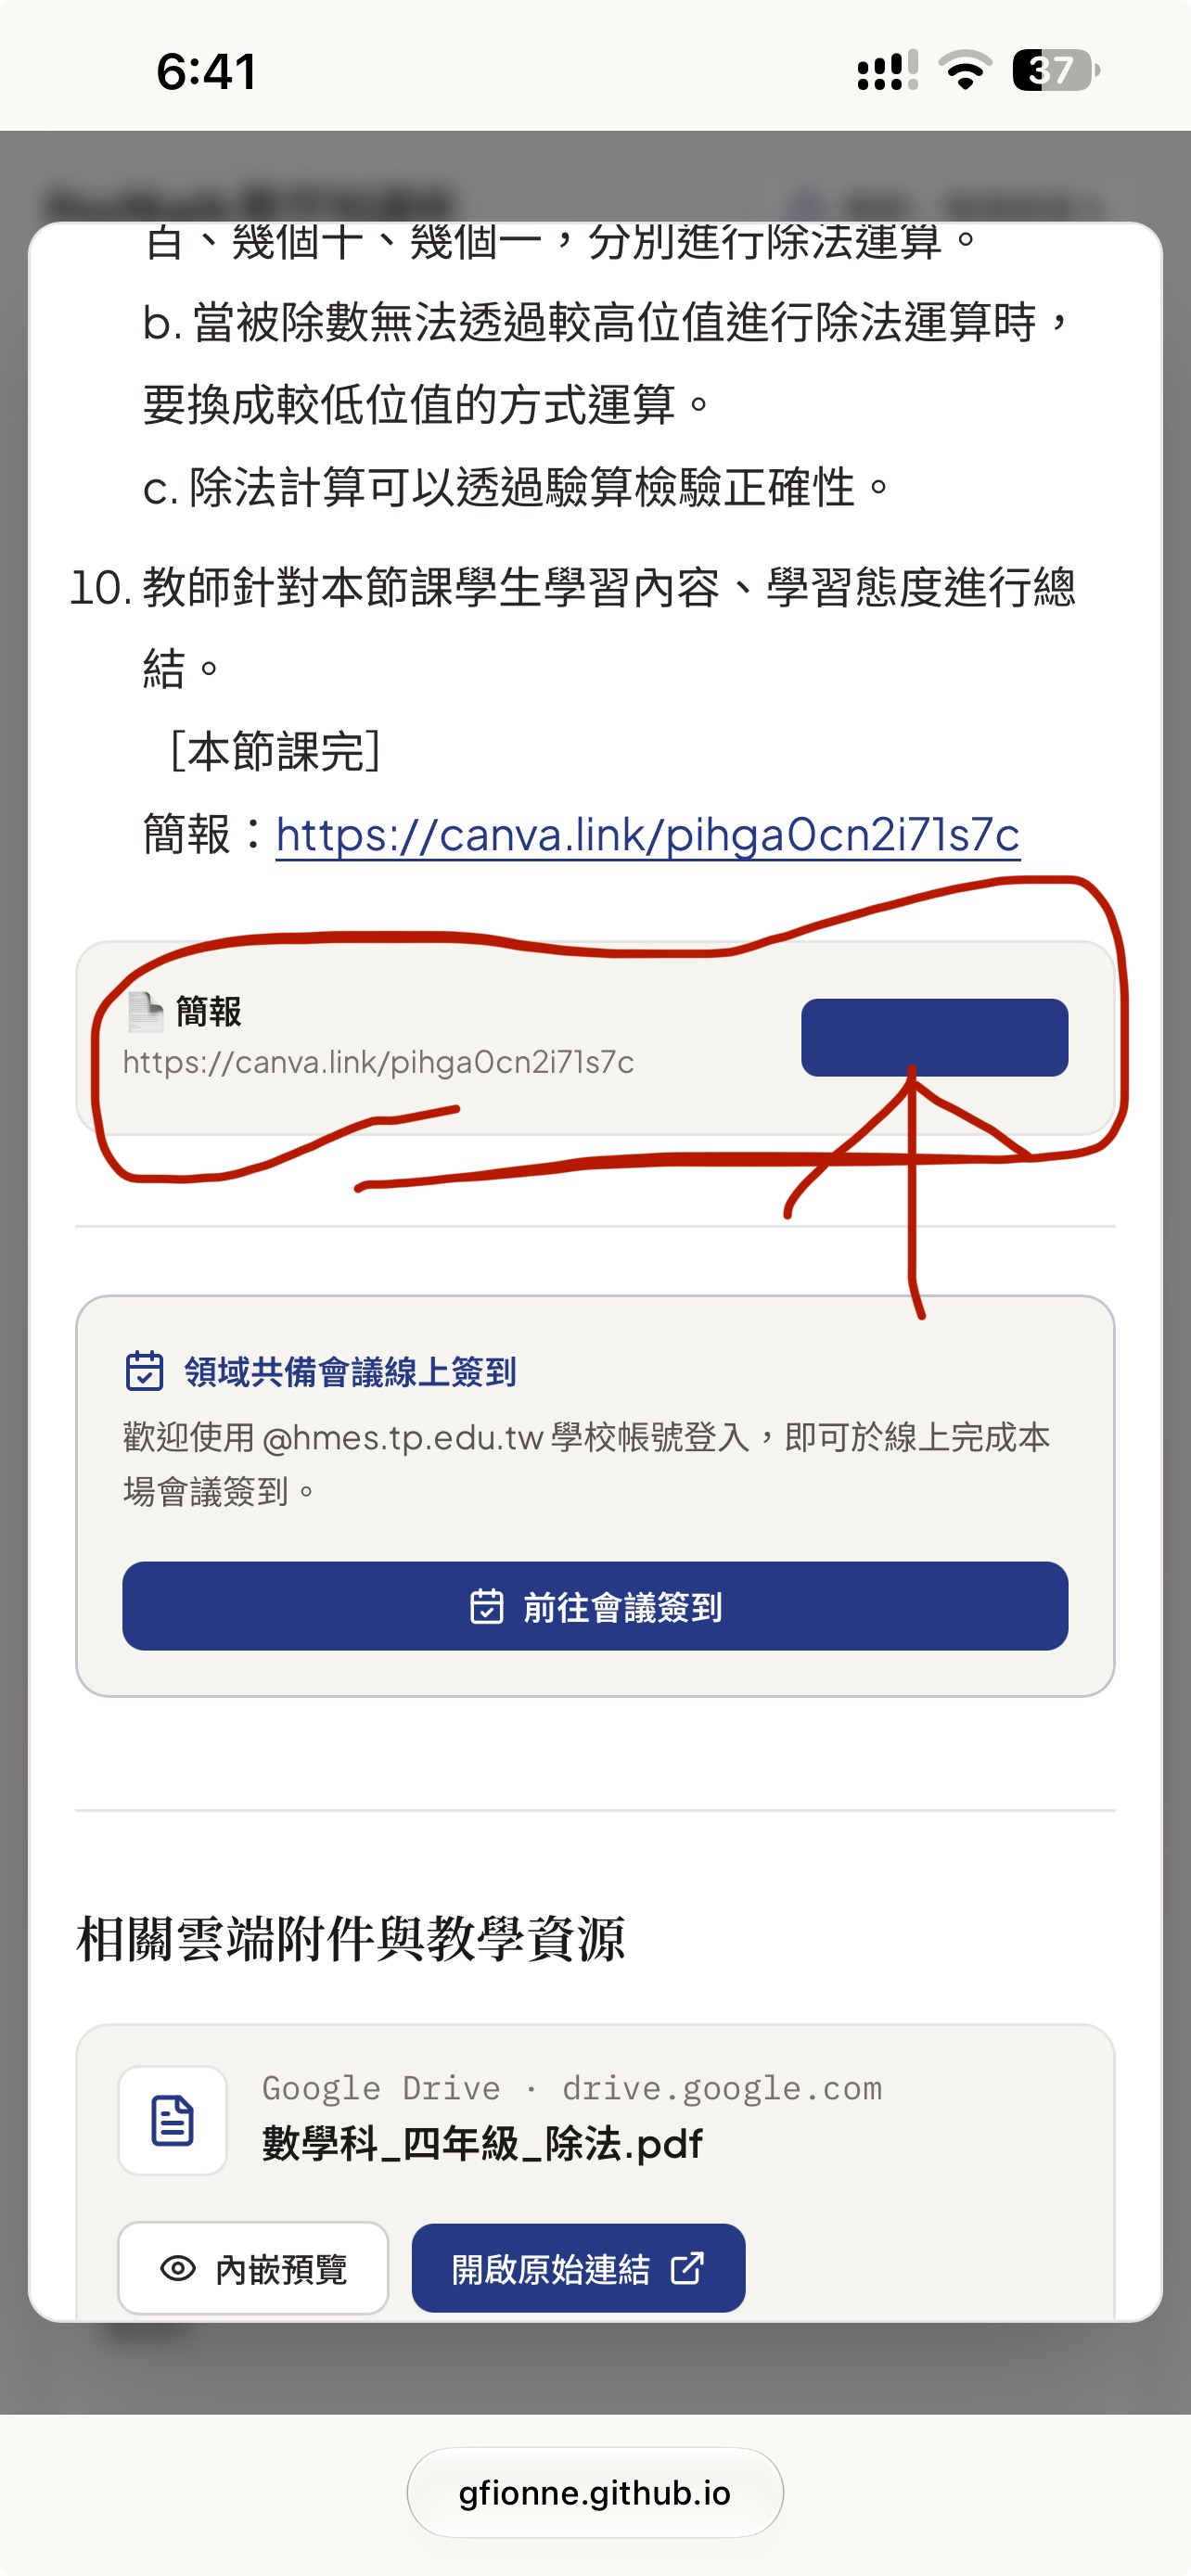 6:41
37
百、幾個十、幾個一，分別進行除法運算。
b. 當被除數無法透過較高位值進行除法運算時，
要換成較低位值的方式運算。
c. 除法計算可以透過驗算檢驗正確性。
10. 教師針對本節課學生學習內容、學習態度進行總
結。
［本節課完］
簡報：https://canva.link/pihga0cn2i71s7c
簡報
https://canva.link/pihga0cn2i71s7c
領域共備會議線上簽到
歡迎使用 @hmes.tp.edu.tw 學校帳號登入，即可於線上完成本
場會議簽到。
前往會議簽到
相關雲端附件與教學資源
Google Drive · drive.google.com
數學科_四年級_除法.pdf
內嵌預覽
開啟原始連結
gfionne.github.io